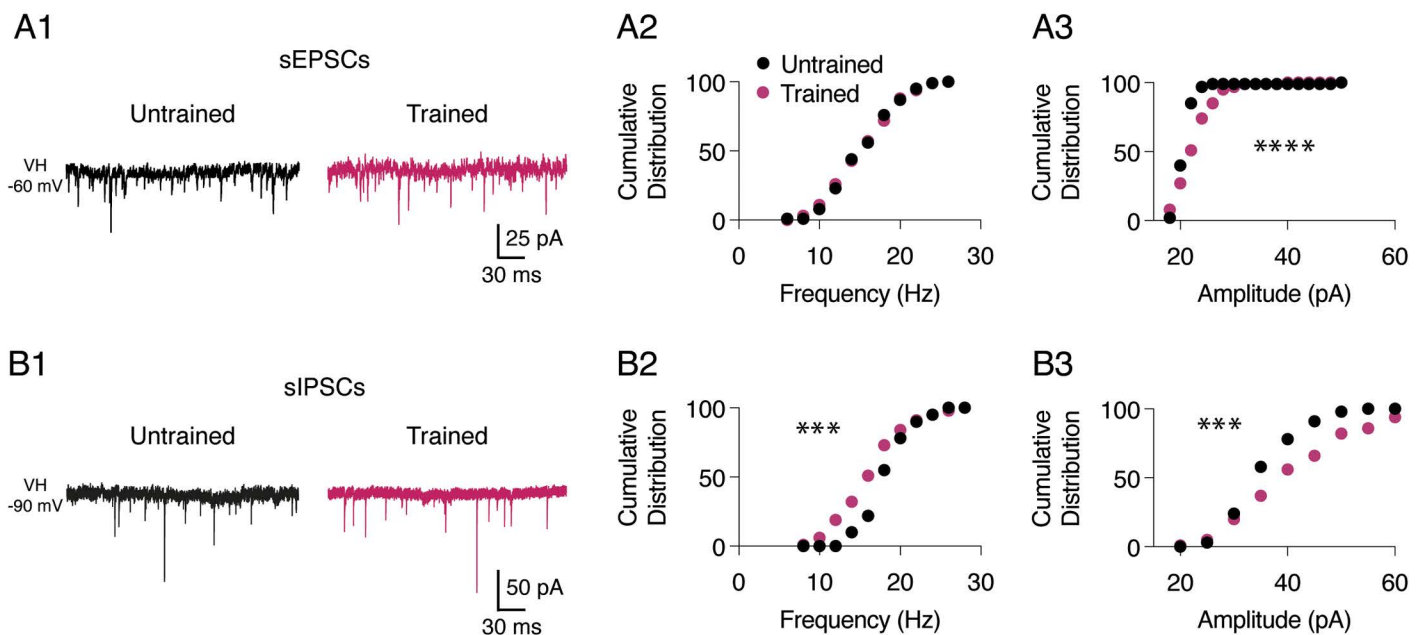 A1
sEPSCs
Untrained
Trained
VH
-60 mV
25 pA
30 ms
A2
Cumulative
Distribution
Untrained
Trained
100
50
0
0 10 20 30
Frequency (Hz)
A3
Cumulative
Distribution
100
50
0
****
20 40 60
Amplitude (pA)
B1
sIPSCs
Untrained
Trained
VH
-90 mV
50 pA
30 ms
B2
Cumulative
Distribution
100
50
0
***
0 10 20 30
Frequency (Hz)
B3
Cumulative
Distribution
100
50
0
***
20 40 60
Amplitude (pA)